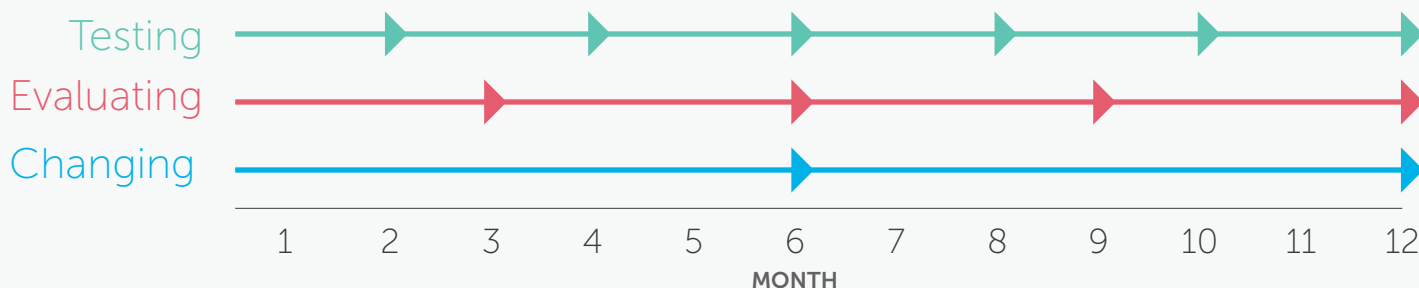 Testing
Evaluating
Changing
1 2 3 4 5 6 7 8 9 10 11 12
MONTH